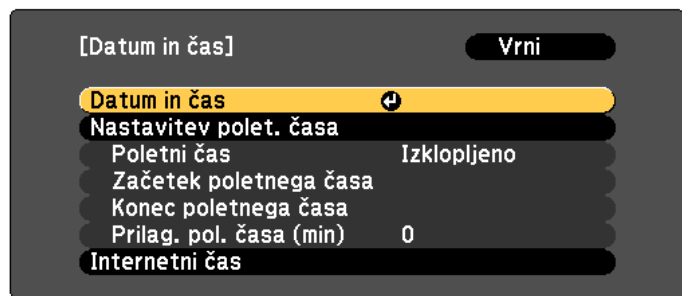 [Datum in čas] Vrni
Datum in čas
Nastavitev polet. časa
Poletni čas Izklopljeno
Začetek poletnega časa
Konec poletnega časa
Prilag. pol. časa (min) 0
Internetni čas